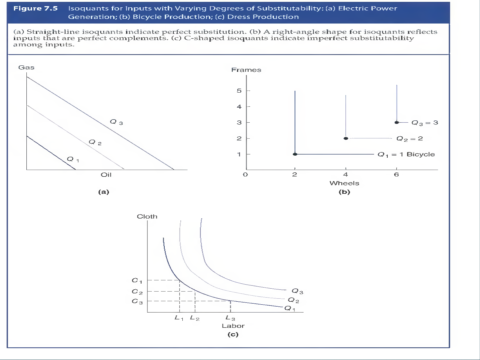 Figure 7.5 Isoquants for Inputs with Varying Degrees of Substitutability: (a) Electric Power
Generation; (b) Bicycle Production; (c) Dress Production
(a) Straight-line isoquants indicate perfect substitution. (b) A right-angle shape for isoquants reflects
inputs that are perfect complements. (c) C-shaped isoquants indicate imperfect substitutability
among inputs.
Gas
Q3
Q2
Q1
Oil
(a)
Frames
5
4
3
2
1
0
2
4
6
Q3 = 3
Q2 = 2
Q1 = 1 Bicycle
Wheels
(b)
Cloth
C1
C2
C3
Q3
Q2
Q1
L1
L2
L3
Labor
(c)